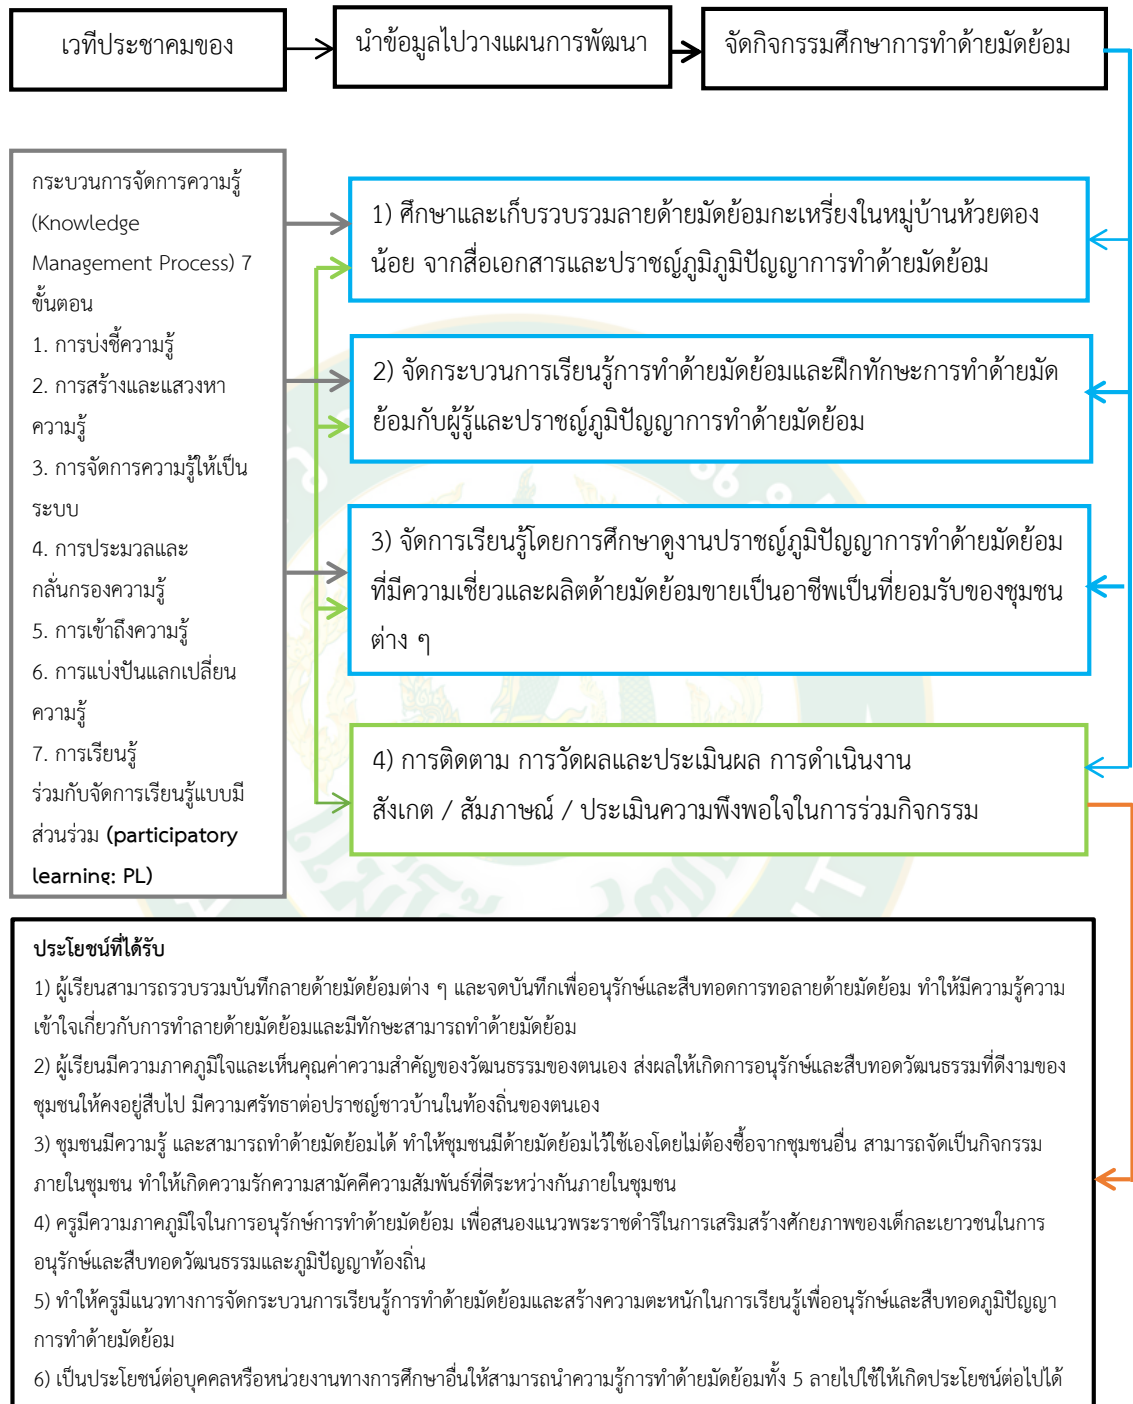 เวทีประชาคมของ
นำข้อมูลไปวางแผนการพัฒนา
จัดกิจกรรมศึกษาการทำด้ายมัดย้อม
กระบวนการจัดการความรู้
(Knowledge
Management Process) 7
ขั้นตอน
1. การบ่งชี้ความรู้
2. การสร้างและแสวงหา
ความรู้
3. การจัดการความรู้ให้เป็น
ระบบ
4. การประมวลและ
กลั่นกรองความรู้
5. การเข้าถึงความรู้
6. การแบ่งปันแลกเปลี่ยน
ความรู้
7. การเรียนรู้
ร่วมกับจัดการเรียนรู้แบบมี
ส่วนร่วม (participatory
learning: PL)
1) ศึกษาและเก็บรวบรวมลายด้ายมัดย้อมกะเหรี่ยงในหมู่บ้านห้วยตอง
น้อย จากสื่อเอกสารและปราชญ์ภูมิภูมิปัญญาการทำด้ายมัดย้อม
2) จัดกระบวนการเรียนรู้การทำด้ายมัดย้อมและฝึกทักษะการทำด้ายมัด
ย้อมกับผู้รู้และปราชญ์ภูมิปัญญาการทำด้ายมัดย้อม
3) จัดการเรียนรู้โดยการศึกษาดูงานปราชญ์ภูมิปัญญาการทำด้ายมัดย้อม
ที่มีความเชี่ยวและผลิตด้ายมัดย้อมขายเป็นอาชีพเป็นที่ยอมรับของชุมชน
ต่าง ๆ
4) การติดตาม การวัดผลและประเมินผล การดำเนินงาน
สังเกต / สัมภาษณ์ / ประเมินความพึงพอใจในการร่วมกิจกรรม
ประโยชน์ที่ได้รับ
1) ผู้เรียนสามารถรวบรวมบันทึกลายด้ายมัดย้อมต่าง ๆ และจดบันทึกเพื่ออนุรักษ์และสืบทอดการทอลายด้ายมัดย้อม ทำให้มีความรู้ความ
เข้าใจเกี่ยวกับการทำลายด้ายมัดย้อมและมีทักษะสามารถทำด้ายมัดย้อม
2) ผู้เรียนมีความภาคภูมิใจและเห็นคุณค่าความสำคัญของวัฒนธรรมของตนเอง ส่งผลให้เกิดการอนุรักษ์และสืบทอดวัฒนธรรมที่ดีงามของ
ชุมชนให้คงอยู่สืบไป มีความศรัทธาต่อปราชญ์ชาวบ้านในท้องถิ่นของตนเอง
3) ชุมชนมีความรู้ และสามารถทำด้ายมัดย้อมได้ ทำให้ชุมชนมีด้ายมัดย้อมไว้ใช้เองโดยไม่ต้องซื้อจากชุมชนอื่น สามารถจัดเป็นกิจกรรม
ภายในชุมชน ทำให้เกิดความรักความสามัคคีความสัมพันธ์ที่ดีระหว่างกันภายในชุมชน
4) ครูมีความภาคภูมิใจในการอนุรักษ์การทำด้ายมัดย้อม เพื่อสนองแนวพระราชดำริในการเสริมสร้างศักยภาพของเด็กละเยาวชนในการ
อนุรักษ์และสืบทอดวัฒนธรรมและภูมิปัญญาท้องถิ่น
5) ทำให้ครูมีแนวทางการจัดกระบวนการเรียนรู้การทำด้ายมัดย้อมและสร้างความตะหนักในการเรียนรู้เพื่ออนุรักษ์และสืบทอดภูมิปัญญา
การทำด้ายมัดย้อม
6) เป็นประโยชน์ต่อบุคคลหรือหน่วยงานทางการศึกษาอื่นให้สามารถนำความรู้การทำด้ายมัดย้อมทั้ง 5 ลายไปใช้ให้เกิดประโยชน์ต่อไปได้